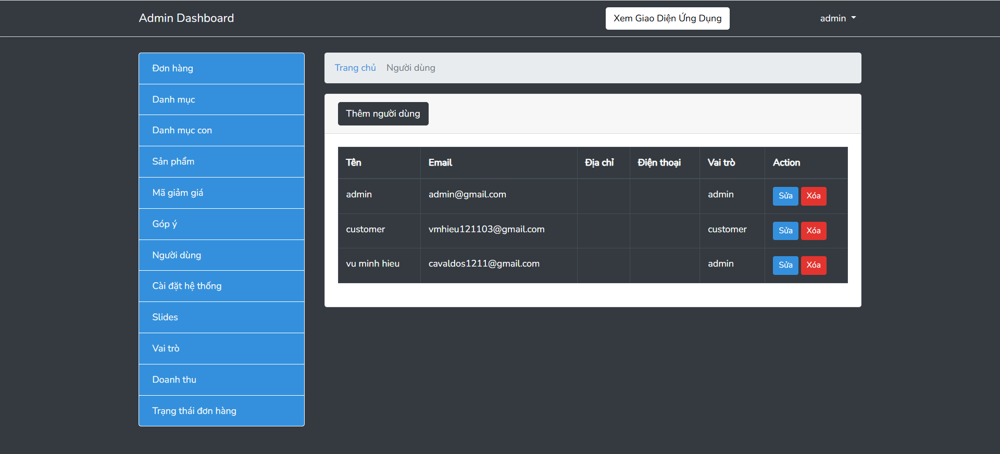 Admin Dashboard
Xem Giao Diện Ứng Dụng
admin
Đơn hàng
Danh mục
Danh mục con
Sản phẩm
Mã giảm giá
Góp ý
Người dùng
Cài đặt hệ thống
Slides
Vai trò
Doanh thu
Trạng thái đơn hàng
Trang chủ Người dùng
Thêm người dùng
Tên Email Địa chỉ Điện thoại Vai trò Action
admin admin@gmail.com admin Sửa Xóa
customer vmhieu121103@gmail.com customer Sửa Xóa
vu minh hieu cavaldos1211@gmail.com admin Sửa Xóa